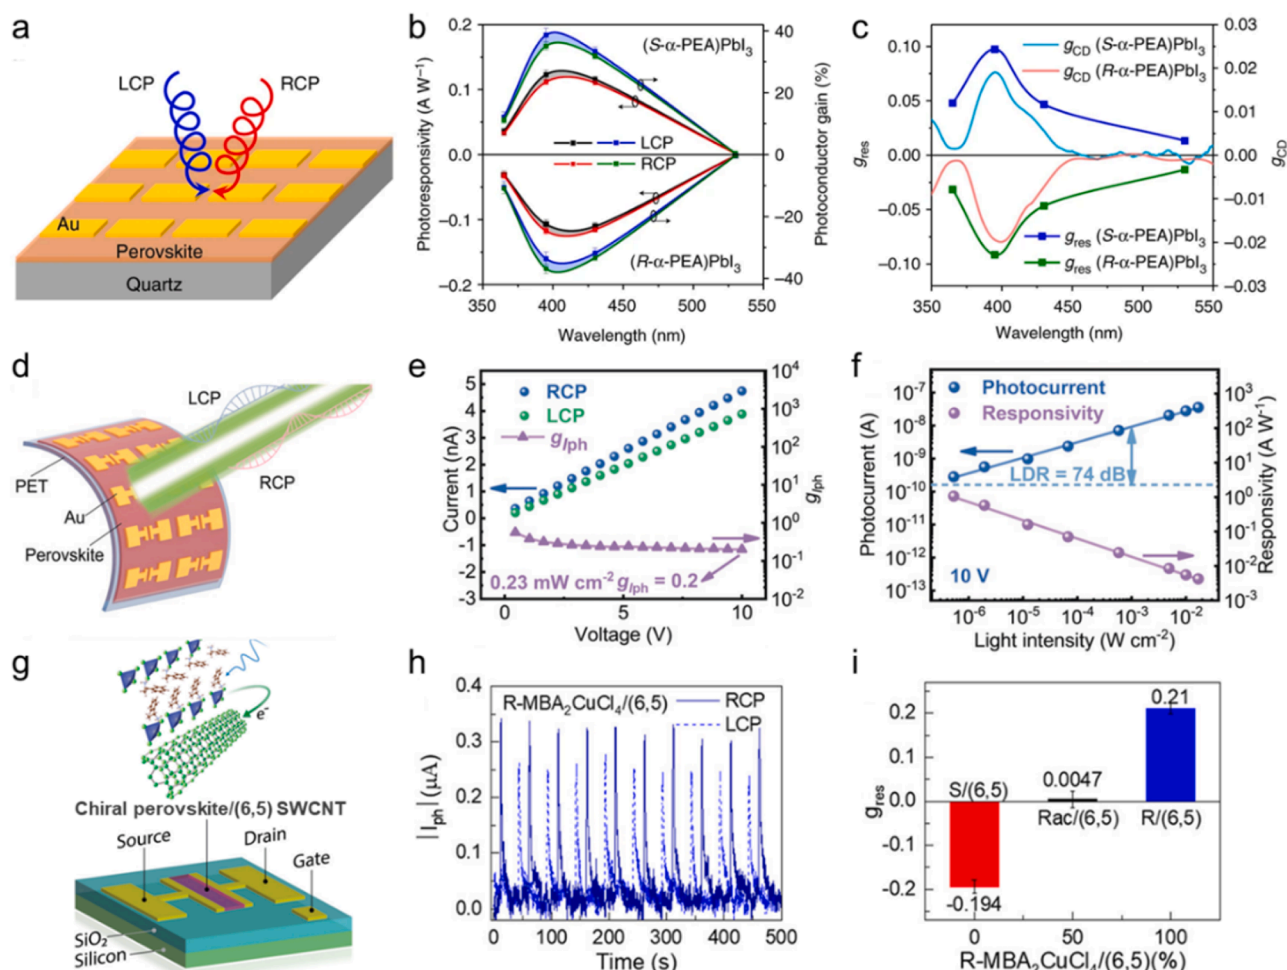 a
LCP
RCP
Au
Perovskite
Quartz
b
0.2
0.1
0.0
–0.1
–0.2
Photoresponsivity (A W⁻¹)
(S-α-PEA)PbI₃
LCP
RCP
(R-α-PEA)PbI₃
40
20
0
–20
–40
Photoconductor gain (%)
350 400 450 500 550
Wavelength (nm)
c
0.10
0.05
0.00
–0.05
–0.10
g_res
g_CD (S-α-PEA)PbI₃
g_CD (R-α-PEA)PbI₃
g_res (S-α-PEA)PbI₃
g_res (R-α-PEA)PbI₃
0.03
0.02
0.01
0.00
–0.01
–0.02
–0.03
g_CD
350 400 450 500 550
Wavelength (nm)
d
LCP
PET
RCP
Au
Perovskite
e
5
4
3
2
1
0
-1
-2
-3
Current (nA)
RCP
LCP
g_Iph
0.23 mW cm⁻² g_Iph = 0.2
10⁴
10³
10²
10¹
10⁰
10⁻¹
10⁻²
g_Iph
0 5 10
Voltage (V)
f
10⁻⁷
10⁻⁸
10⁻⁹
10⁻¹⁰
10⁻¹¹
10⁻¹²
10⁻¹³
Photocurrent (A)
Photocurrent
Responsivity
LDR = 74 dB
10 V
10³
10²
10¹
10⁰
10⁻¹
10⁻²
10⁻³
Responsivity (A W⁻¹)
10⁻⁶ 10⁻⁵ 10⁻⁴ 10⁻³ 10⁻²
Light intensity (W cm⁻²)
g
e⁻
Chiral perovskite/(6,5) SWCNT
Source
Drain
Gate
SiO₂
Silicon
h
0.4
0.3
0.2
0.1
0.0
|I_ph| (μA)
R-MBA₂CuCl₄/(6,5)
RCP
LCP
0 100 200 300 400 500
Time (s)
i
0.2
0.0
-0.2
g_res
0.21
S/(6,5)
0.0047
Rac/(6,5)
R/(6,5)
-0.194
0 50 100
R-MBA₂CuCl₄/(6,5)(%)